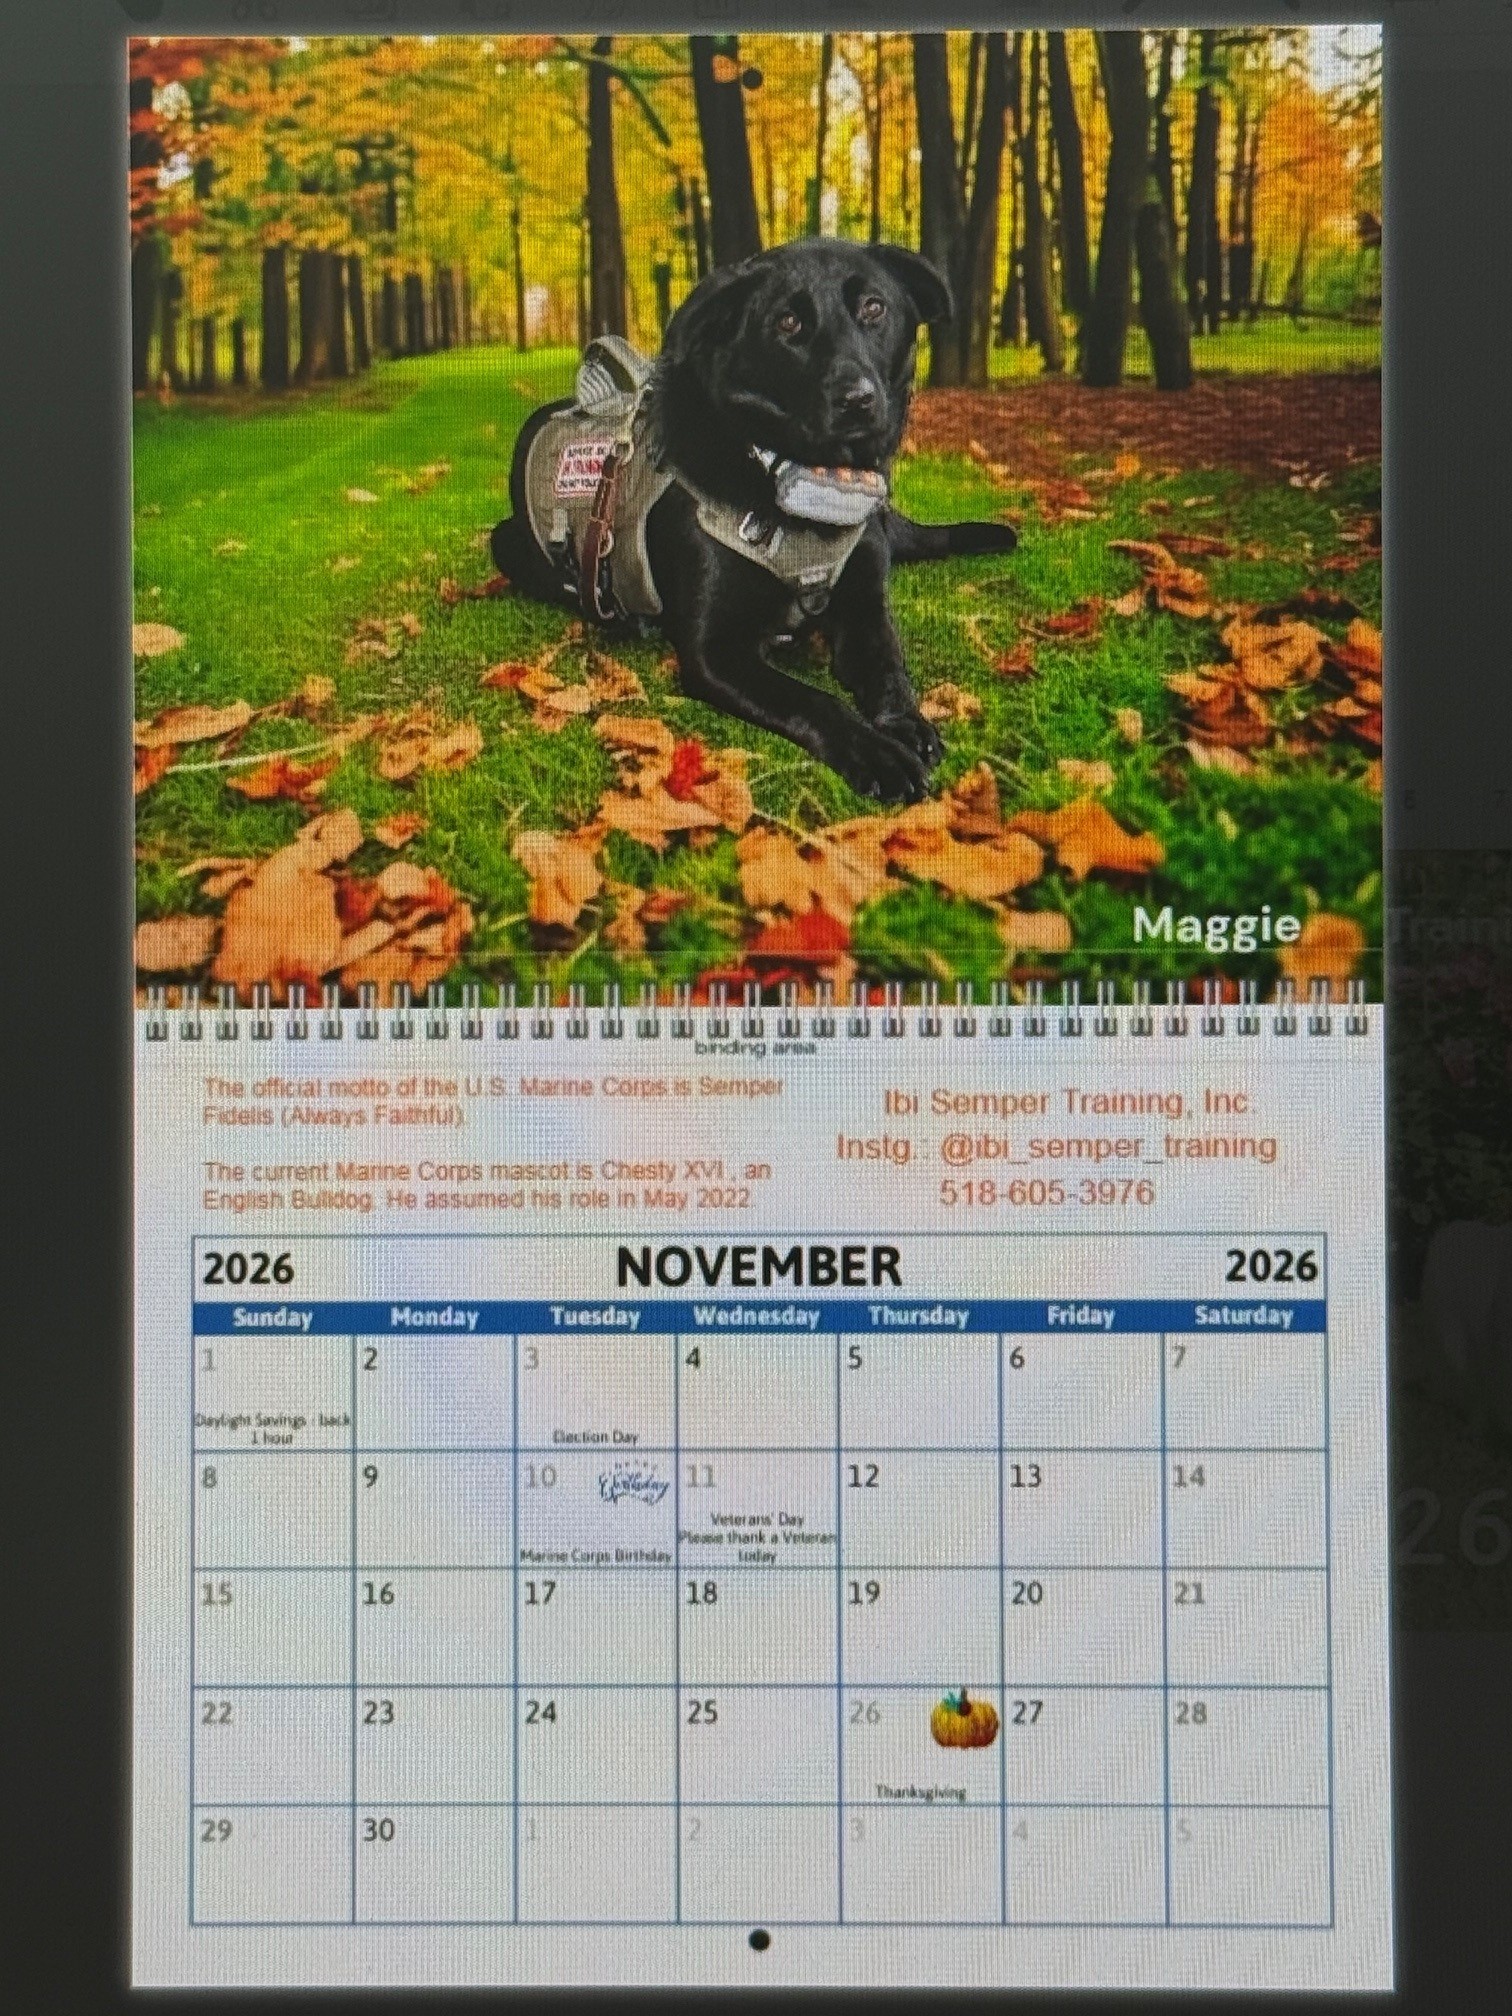 Maggie
binding area
The official motto of the U.S. Marine Corps is Semper
Fidelis (Always Faithful).
The current Marine Corps mascot is Chesty XVI , an
English Bulldog. He assumed his role in May 2022.
Ibi Semper Training, Inc.
Instg.: @ibi_semper_training
518-605-3976
2026 NOVEMBER 2026
Sunday Monday Tuesday Wednesday Thursday Friday Saturday
1 2 3 4 5 6 7
Daylight Savings - back
1 hour
Election Day
8 9 10 11 12 13 14
Birthday
Marine Corps Birthday
Veterans' Day
Please thank a Veteran
today
15 16 17 18 19 20 21
22 23 24 25 26 27 28
Thanksgiving
29 30 1 2 3 4 5
Train
26